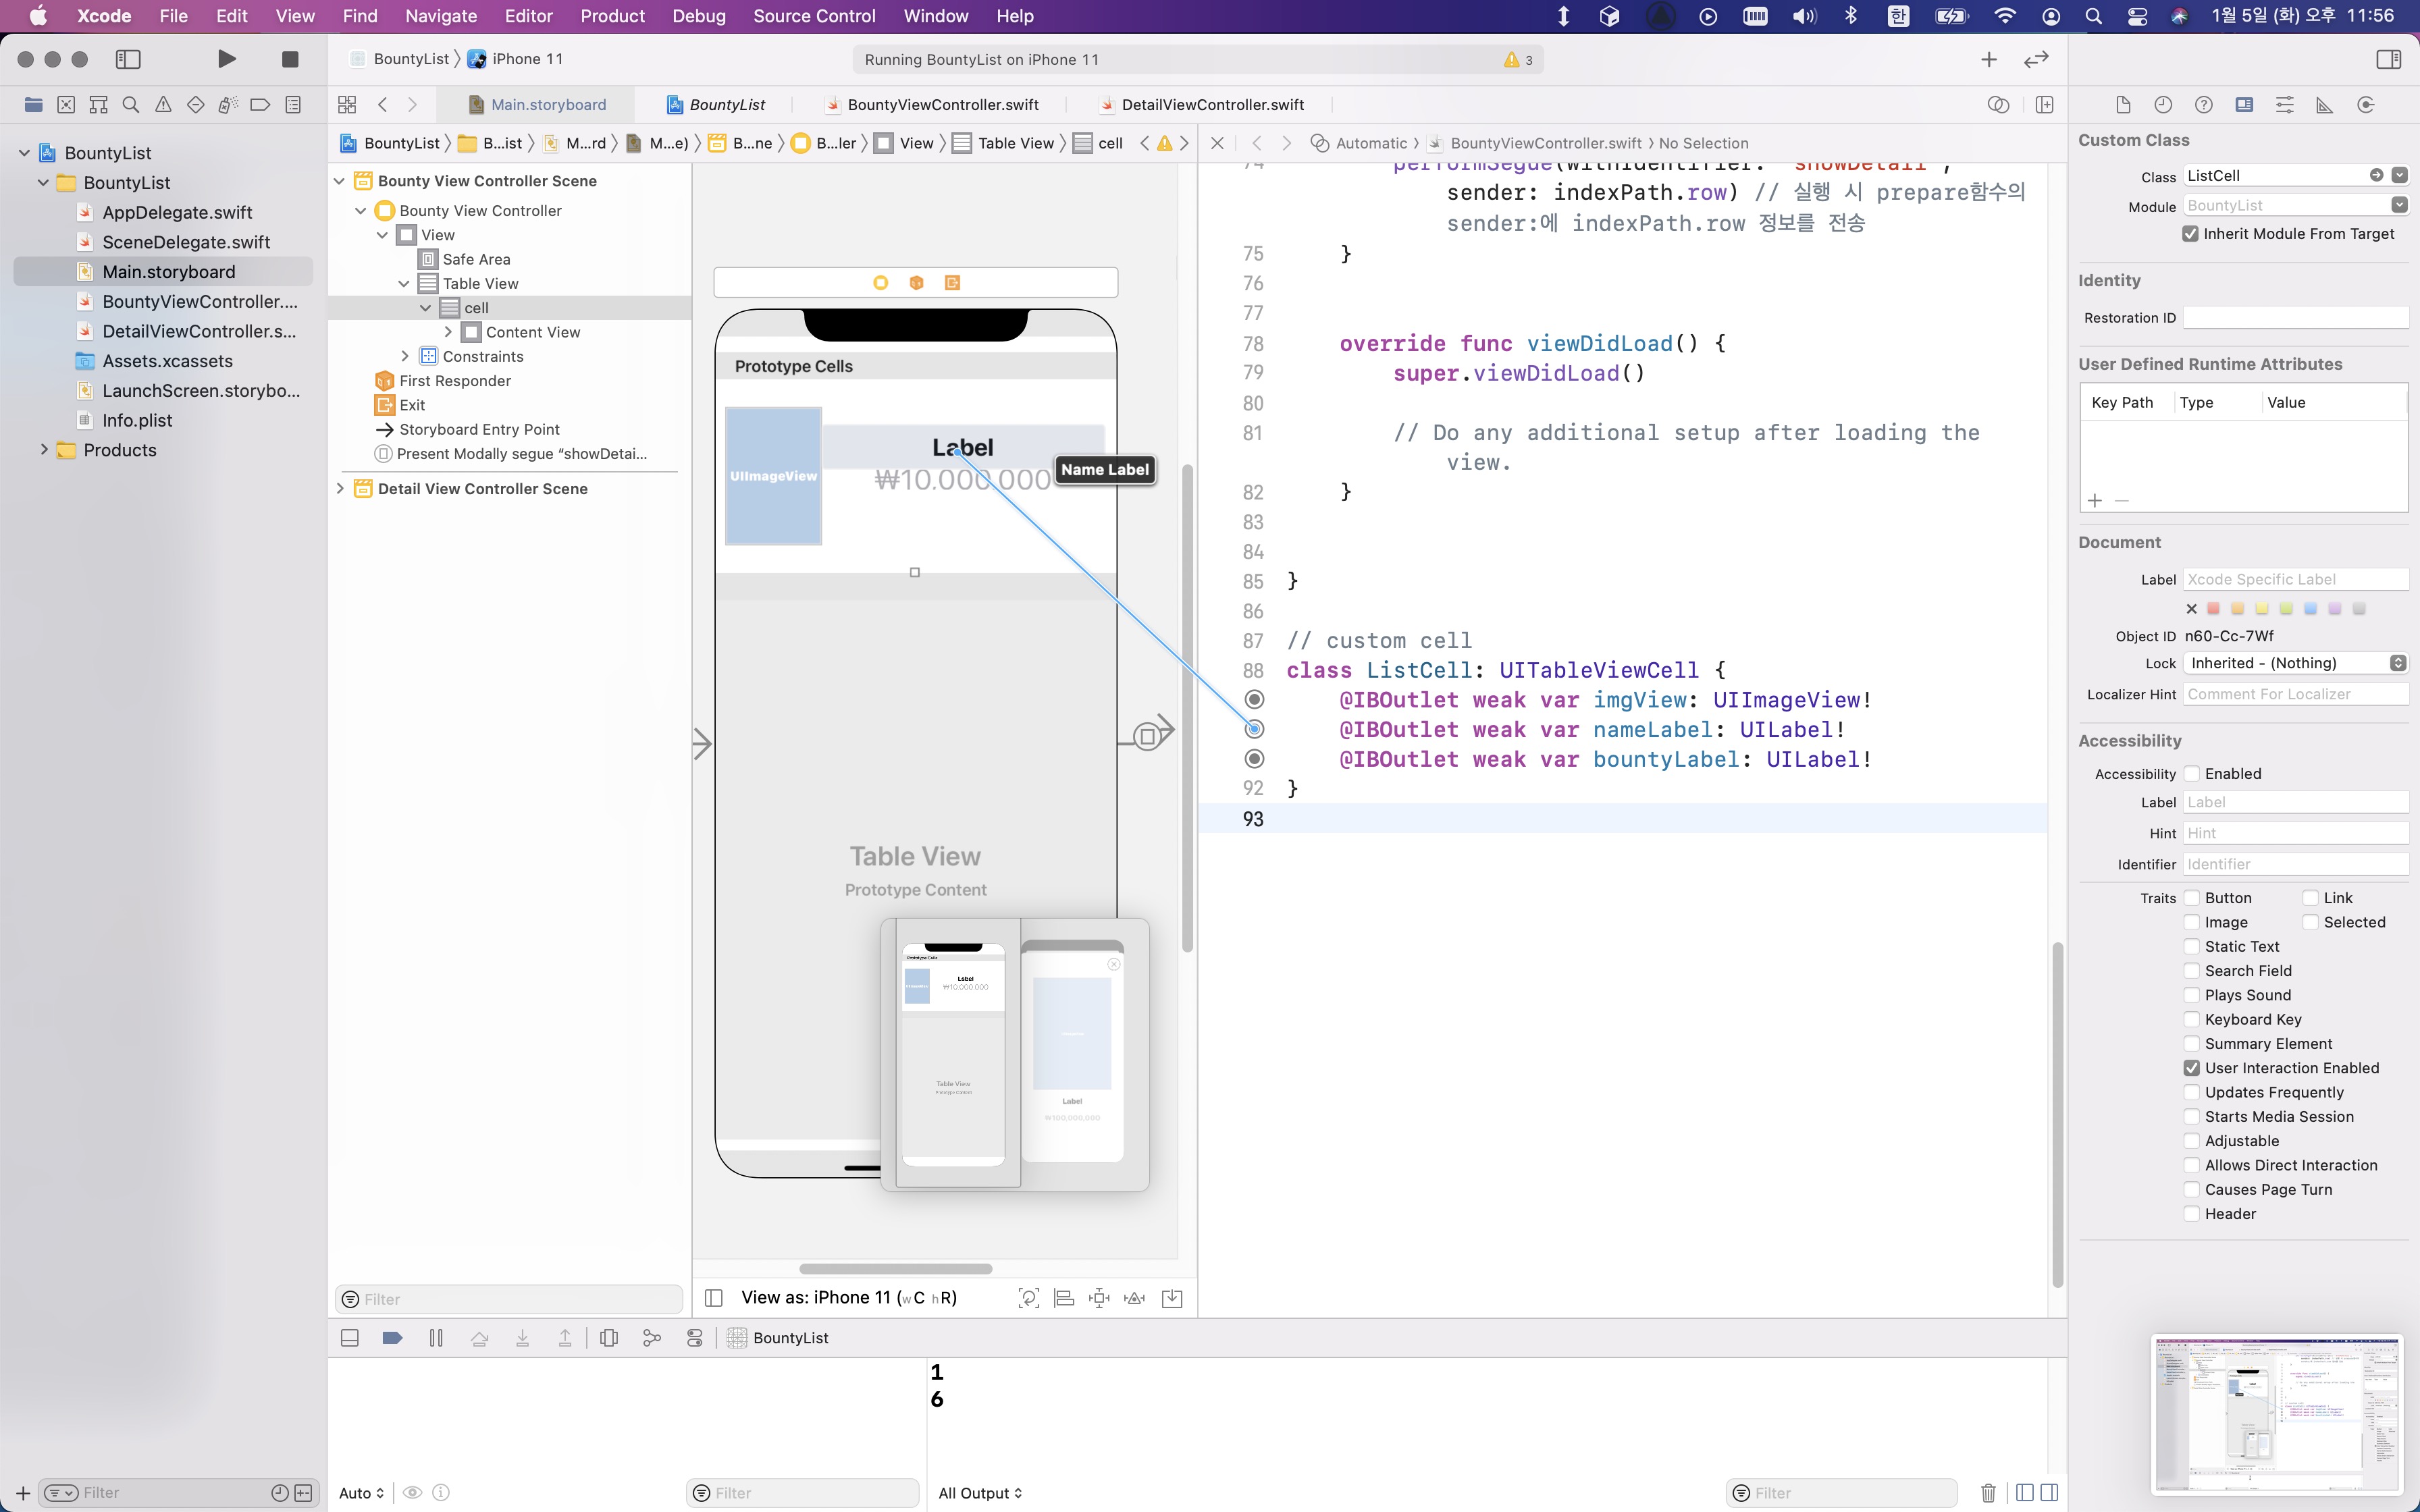 Xcode File Edit View Find Navigate Editor Product Debug Source Control Window Help 한 1월 5일 (화) 오후 11:56
BountyList 〉 iPhone 11
Running BountyList on iPhone 11
3
Main.storyboard
BountyList
BountyViewController.swift
DetailViewController.swift
BountyList
BountyList
AppDelegate.swift
SceneDelegate.swift
Main.storyboard
BountyViewController....
DetailViewController.s...
Assets.xcassets
LaunchScreen.storybo...
Info.plist
Products
Filter
BountyList 〉 B...ist 〉 M...rd 〉 M...e) 〉 B...ne 〉 B...ler 〉 View 〉 Table View 〉 cell
Bounty View Controller Scene
Bounty View Controller
View
Safe Area
Table View
cell
Content View
Constraints
First Responder
Exit
Storyboard Entry Point
Present Modally segue “showDetai...
Detail View Controller Scene
Filter
Prototype Cells
UIImageView
Label
Name Label
₩10.000.000
Table View
Prototype Content
Prototype Cells
Label
₩10.000.000
Table View
Prototype Content
Label
₩100,000,000
View as: iPhone 11 (wC hR)
Automatic 〉 BountyViewController.swift 〉 No Selection
74 performSegue(withIdentifier: "showDetail",
sender: indexPath.row) // 실행 시 prepare함수의
sender:에 indexPath.row 정보를 전송
75 }
76
77
78 override func viewDidLoad() {
79 super.viewDidLoad()
80
81 // Do any additional setup after loading the
view.
82 }
83
84
85 }
86
87 // custom cell
88 class ListCell: UITableViewCell {
@IBOutlet weak var imgView: UIImageView!
@IBOutlet weak var nameLabel: UILabel!
@IBOutlet weak var bountyLabel: UILabel!
92 }
93
BountyList
1
6
Auto
Filter
All Output
Filter
Custom Class
Class ListCell
Module BountyList
Inherit Module From Target
Identity
Restoration ID
User Defined Runtime Attributes
Key Path Type Value
Document
Label Xcode Specific Label
Object ID n60-Cc-7Wf
Lock Inherited - (Nothing)
Localizer Hint Comment For Localizer
Accessibility
Accessibility Enabled
Label Label
Hint Hint
Identifier Identifier
Traits Button Link
Image Selected
Static Text
Search Field
Plays Sound
Keyboard Key
Summary Element
User Interaction Enabled
Updates Frequently
Starts Media Session
Adjustable
Allows Direct Interaction
Causes Page Turn
Header